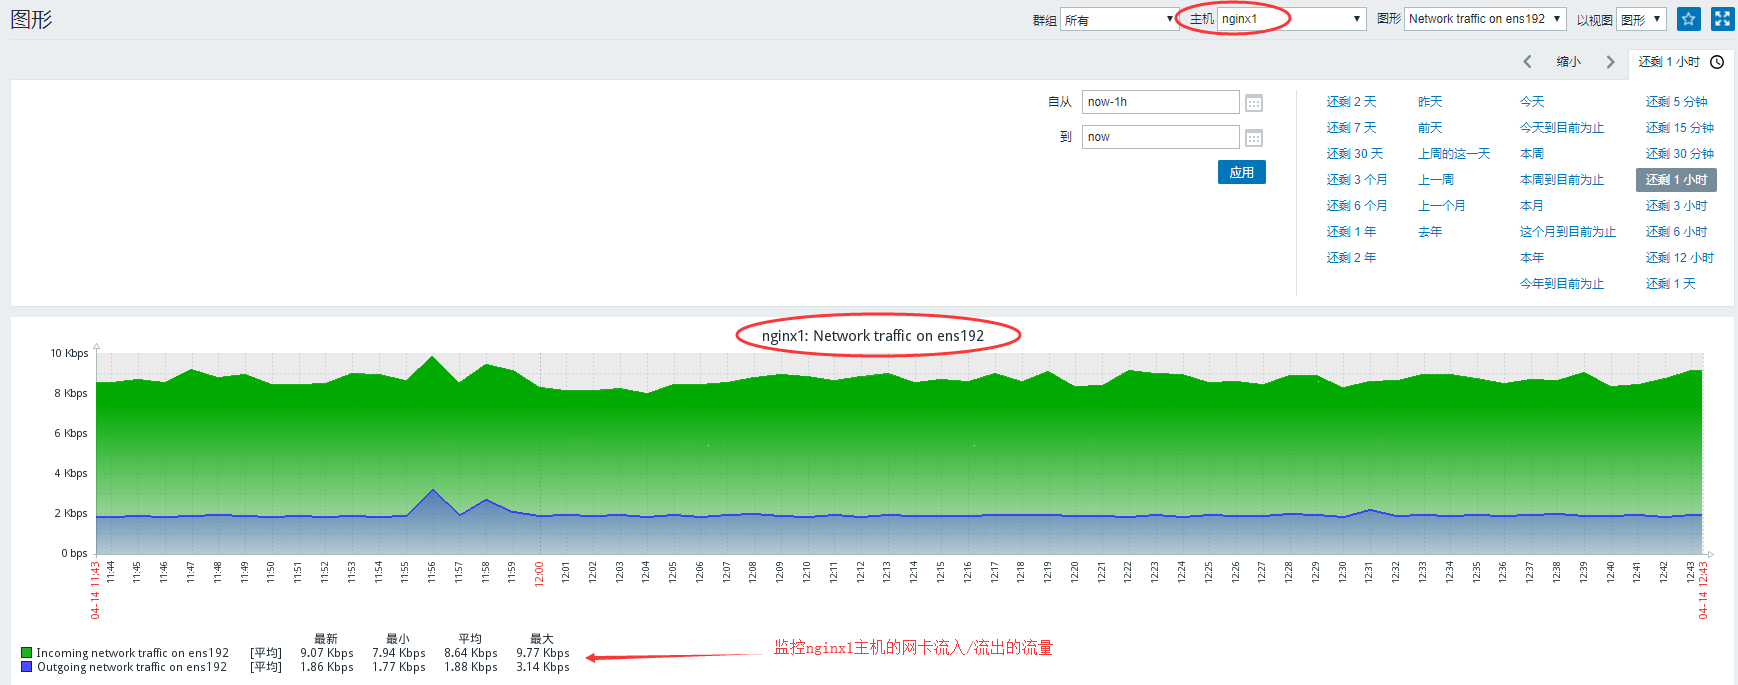 图形
群组 所有 主机 nginx1 图形 Network traffic on ens192 以视图 图形
缩小 还剩 1 小时
自从 now-1h
到 now
应用
还剩 2 天 昨天 今天 还剩 5 分钟
还剩 7 天 前天 今天到目前为止 还剩 15 分钟
还剩 30 天 上周的这一天 本周 还剩 30 分钟
还剩 3 个月 上一周 本周到目前为止 还剩 1 小时
还剩 6 个月 上一个月 本月 还剩 3 小时
还剩 1 年 去年 这个月到目前为止 还剩 6 小时
还剩 2 年 本年 还剩 12 小时
今年到目前为止 还剩 1 天
nginx1: Network traffic on ens192
10 Kbps
8 Kbps
6 Kbps
4 Kbps
2 Kbps
0 bps
04-14 11:43 11:44 11:45 11:46 11:47 11:48 11:49 11:50 11:51 11:52 11:53 11:54 11:55 11:56 11:57 11:58 11:59 12:00 12:01 12:02 12:03 12:04 12:05 12:06 12:07 12:08 12:09 12:10 12:11 12:12 12:13 12:14 12:15 12:16 12:17 12:18 12:19 12:20 12:21 12:22 12:23 12:24 12:25 12:26 12:27 12:28 12:29 12:30 12:31 12:32 12:33 12:34 12:35 12:36 12:37 12:38 12:39 12:40 12:41 12:42 12:43 04-14 12:43
最新 最小 平均 最大
Incoming network traffic on ens192 [平均] 9.07 Kbps 7.94 Kbps 8.64 Kbps 9.77 Kbps
Outgoing network traffic on ens192 [平均] 1.86 Kbps 1.77 Kbps 1.88 Kbps 3.14 Kbps
监控nginx1主机的网卡流入/流出的流量